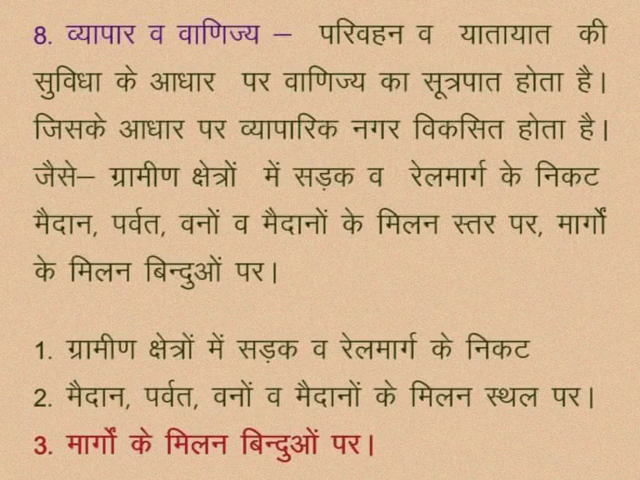 8. व्यापार व वाणिज्य – परिवहन व यातायात की
सुविधा के आधार पर वाणिज्य का सूत्रपात होता है।
जिसके आधार पर व्यापारिक नगर विकसित होता है।
जैसे– ग्रामीण क्षेत्रों में सड़क व रेलमार्ग के निकट
मैदान, पर्वत, वनों व मैदानों के मिलन स्तर पर, मार्गों
के मिलन बिन्दुओं पर।
1. ग्रामीण क्षेत्रों में सड़क व रेलमार्ग के निकट
2. मैदान, पर्वत, वनों व मैदानों के मिलन स्थल पर।
3. मार्गों के मिलन बिन्दुओं पर।